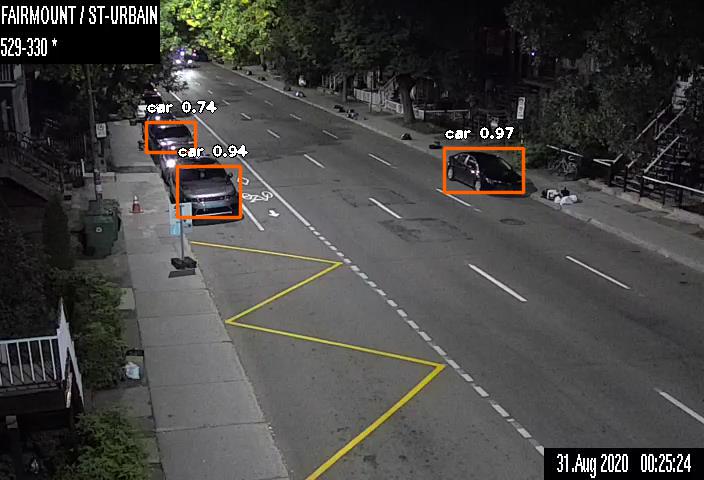 FAIRMOUNT / ST-URBAIN
529-330 *
car 0.74
car 0.94
car 0.97
31.Aug 2020 00:25:24